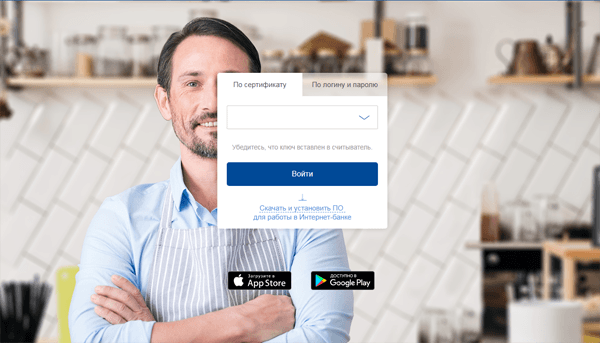 По сертификату
По логину и паролю
Убедитесь, что ключ вставлен в считыватель.
Войти
Скачать и установить ПО
для работы в Интернет-банке
Загрузите в
App Store
ДОСТУПНО В
Google Play